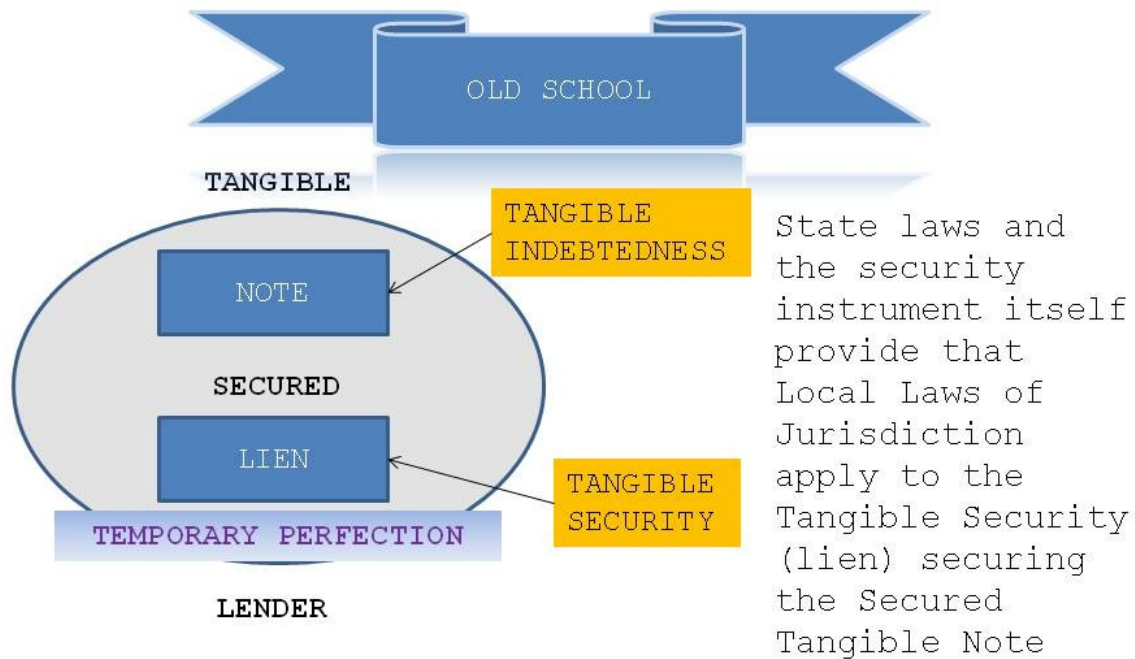 OLD SCHOOL
TANGIBLE
NOTE
SECURED
LIEN
TEMPORARY PERFECTION
LENDER
TANGIBLE
INDEBTEDNESS
TANGIBLE
SECURITY
State laws and
the security
instrument itself
provide that
Local Laws of
Jurisdiction
apply to the
Tangible Security
(lien) securing
the Secured
Tangible Note